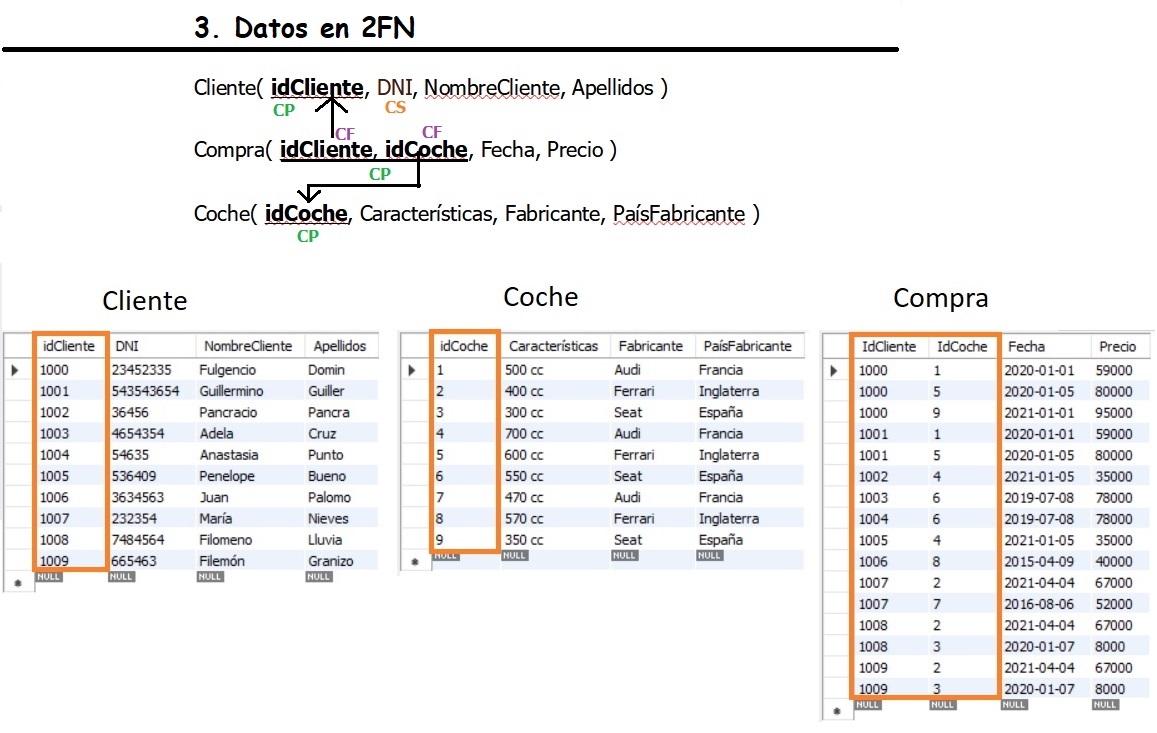 3. Datos en 2FN
Cliente( idCliente, DNI, NombreCliente, Apellidos )
CP CS
CF CF
Compra( idCliente, idCoche, Fecha, Precio )
CP
Coche( idCoche, Características, Fabricante, PaísFabricante )
CP
Cliente
idCliente DNI NombreCliente Apellidos
1000 23452335 Fulgencio Domin
1001 543543654 Guillermino Guiller
1002 36456 Pancracio Pancra
1003 4654354 Adela Cruz
1004 54635 Anastasia Punto
1005 536409 Penelope Bueno
1006 3634563 Juan Palomo
1007 232354 María Nieves
1008 7484564 Filomeno Lluvia
1009 665463 Filemón Granizo
NULL NULL NULL NULL
Coche
idCoche Características Fabricante PaísFabricante
1 500 cc Audi Francia
2 400 cc Ferrari Inglaterra
3 300 cc Seat España
4 700 cc Audi Francia
5 600 cc Ferrari Inglaterra
6 550 cc Seat España
7 470 cc Audi Francia
8 570 cc Ferrari Inglaterra
9 350 cc Seat España
NULL NULL NULL NULL
Compra
IdCliente IdCoche Fecha Precio
1000 1 2020-01-01 59000
1000 5 2020-01-05 80000
1000 9 2021-01-01 95000
1001 1 2020-01-01 59000
1001 5 2020-01-05 80000
1002 4 2021-01-05 35000
1003 6 2019-07-08 78000
1004 6 2019-07-08 78000
1005 4 2021-01-05 35000
1006 8 2015-04-09 40000
1007 2 2021-04-04 67000
1007 7 2016-08-06 52000
1008 2 2021-04-04 67000
1008 3 2020-01-07 8000
1009 2 2021-04-04 67000
1009 3 2020-01-07 8000
NULL NULL NULL NULL